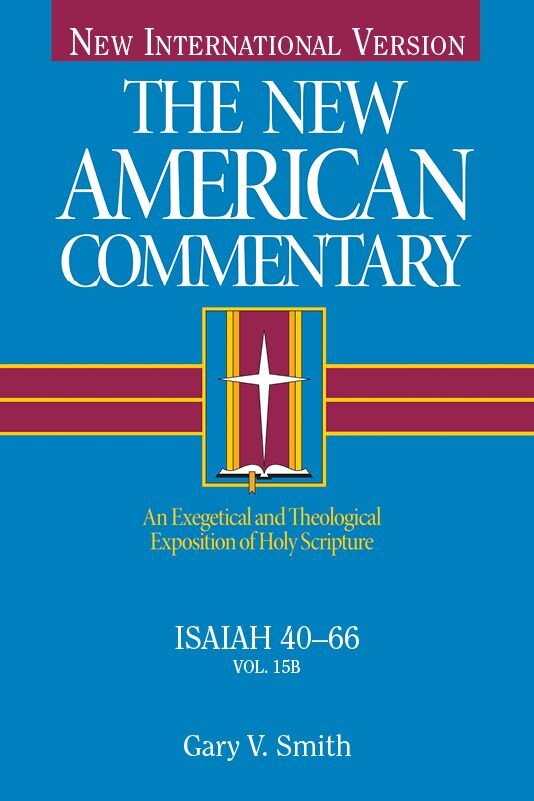 NEW INTERNATIONAL VERSION
THE NEW
AMERICAN
COMMENTARY
An Exegetical and Theological
Exposition of Holy Scripture
ISAIAH 40–66
VOL. 15B
Gary V. Smith